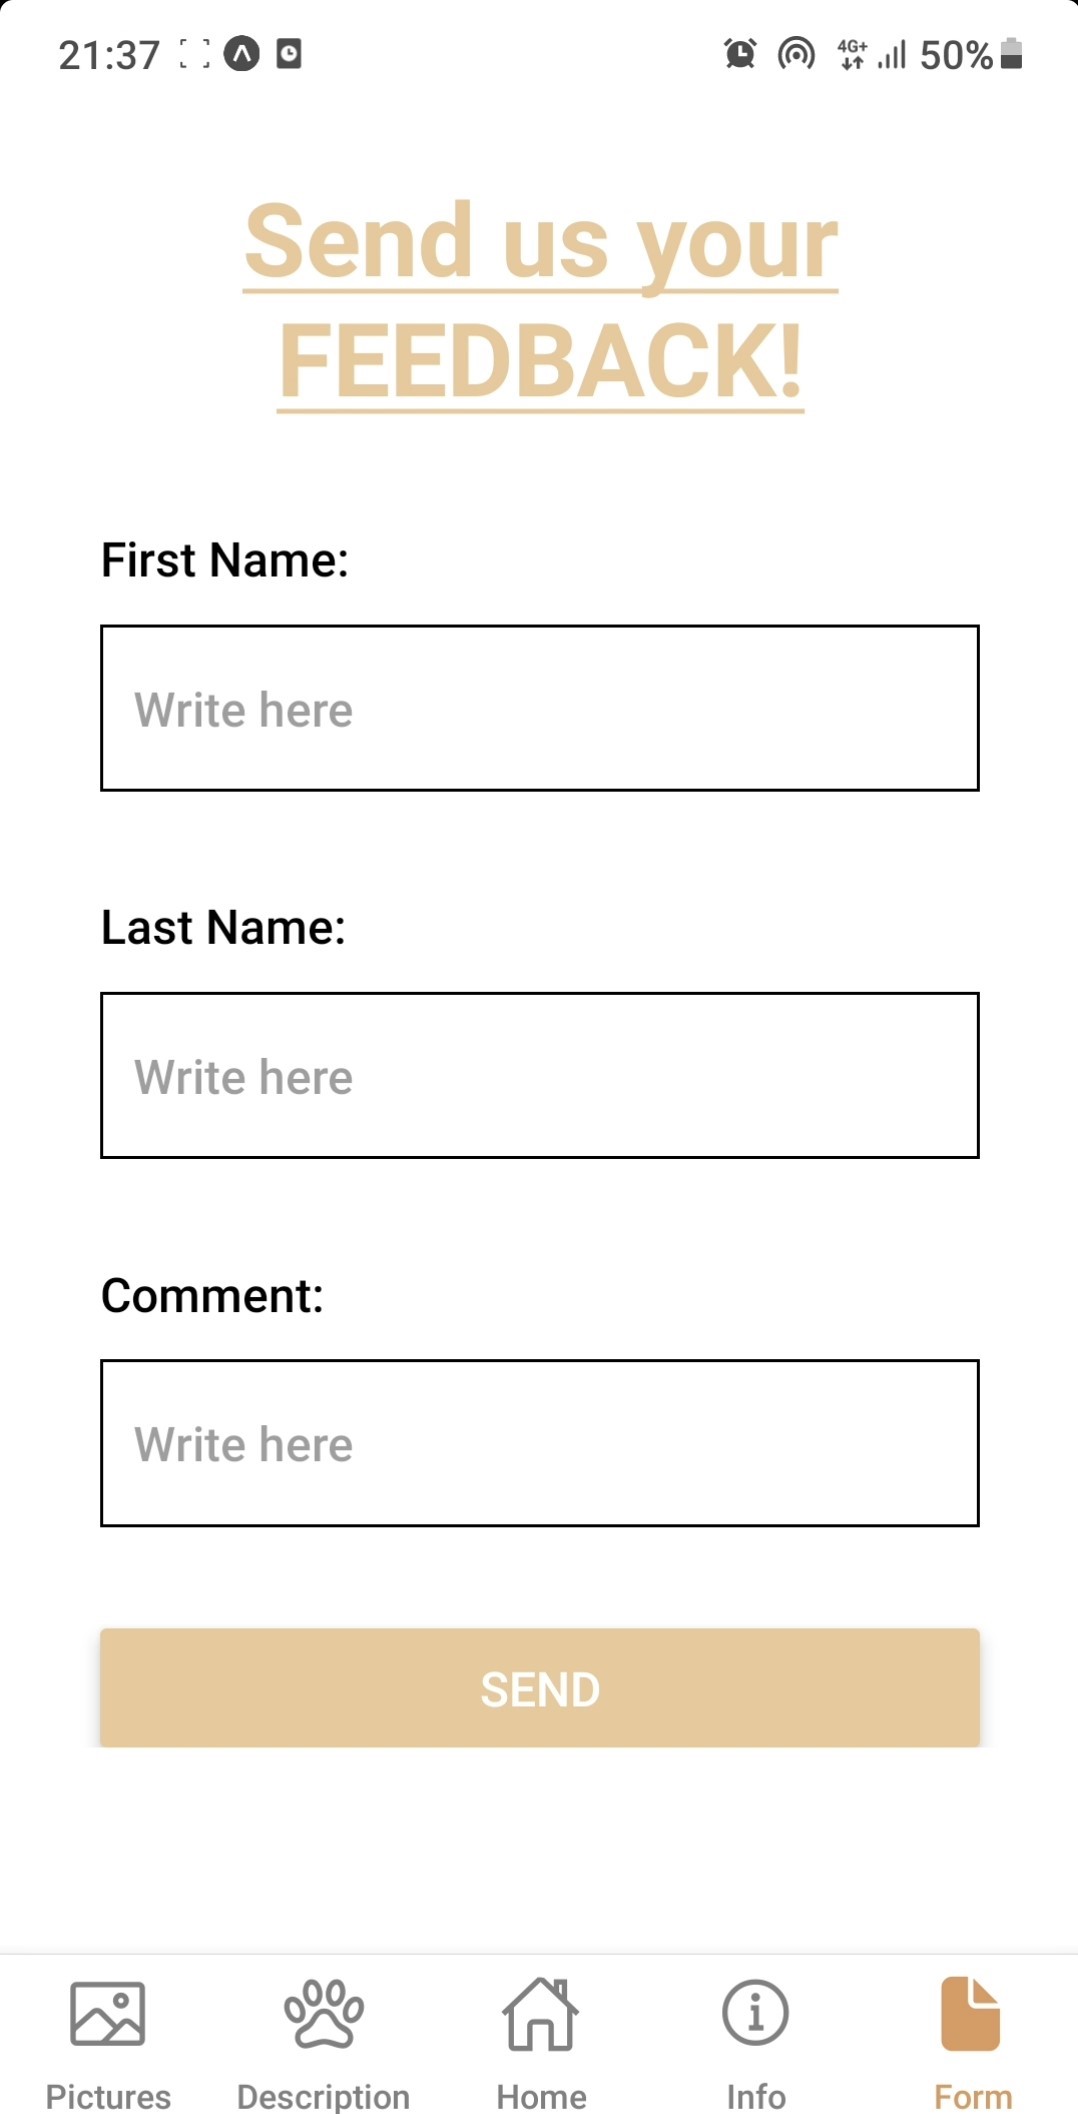 21:37 4G+ 50%
Send us your
FEEDBACK!
First Name:
Write here
Last Name:
Write here
Comment:
Write here
SEND
Pictures Description Home Info Form